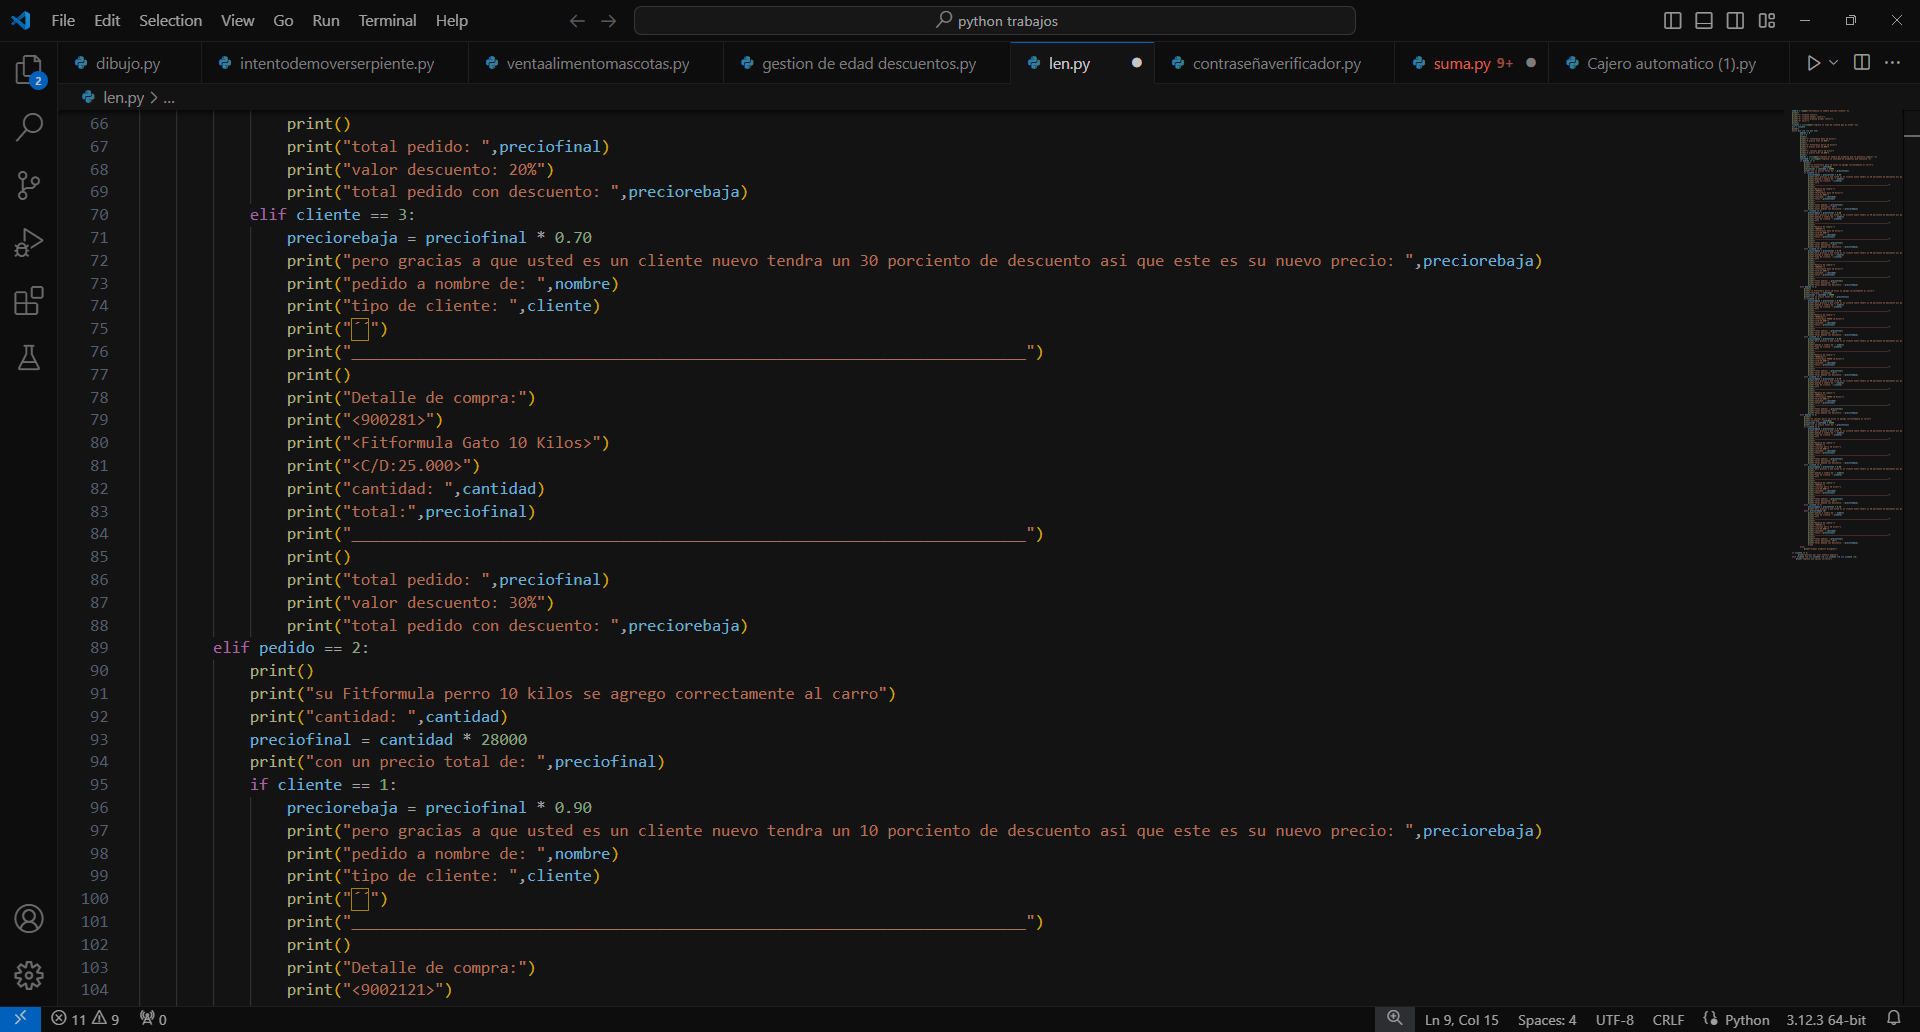 File Edit Selection View Go Run Terminal Help
python trabajos
dibujo.py intentodemoverserpiente.py ventaalimentomascotas.py gestion de edad descuentos.py len.py contraseñaverificador.py suma.py 9+ Cajero automatico (1).py
len.py > ...
2
66 print()
67 print("total pedido: ",preciofinal)
68 print("valor descuento: 20%")
69 print("total pedido con descuento: ",preciorebaja)
70 elif cliente == 3:
71 preciorebaja = preciofinal * 0.70
72 print("pero gracias a que usted es un cliente nuevo tendra un 30 porciento de descuento asi que este es su nuevo precio: ",preciorebaja)
73 print("pedido a nombre de: ",nombre)
74 print("tipo de cliente: ",cliente)
75 print("´´")
76 print("_________________________________________________________________________")
77 print()
78 print("Detalle de compra:")
79 print("<900281>")
80 print("<Fitformula Gato 10 Kilos>")
81 print("<C/D:25.000>")
82 print("cantidad: ",cantidad)
83 print("total:",preciofinal)
84 print("_________________________________________________________________________")
85 print()
86 print("total pedido: ",preciofinal)
87 print("valor descuento: 30%")
88 print("total pedido con descuento: ",preciorebaja)
89 elif pedido == 2:
90 print()
91 print("su Fitformula perro 10 kilos se agrego correctamente al carro")
92 print("cantidad: ",cantidad)
93 preciofinal = cantidad * 28000
94 print("con un precio total de: ",preciofinal)
95 if cliente == 1:
96 preciorebaja = preciofinal * 0.90
97 print("pero gracias a que usted es un cliente nuevo tendra un 10 porciento de descuento asi que este es su nuevo precio: ",preciorebaja)
98 print("pedido a nombre de: ",nombre)
99 print("tipo de cliente: ",cliente)
100 print("´´")
101 print("_________________________________________________________________________")
102 print()
103 print("Detalle de compra:")
104 print("<9002121>")
11 9 0 Ln 9, Col 15 Spaces: 4 UTF-8 CRLF Python 3.12.3 64-bit